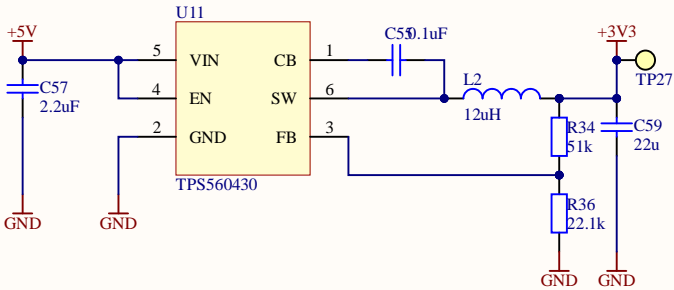 U11
+5V
C55
0.1uF
+3V3
5
VIN
CB
1
TP27
C57
2.2uF
4
EN
SW
6
L2
12uH
2
GND
FB
3
R34
51k
C59
22u
TPS560430
R36
22.1k
GND
GND
GND
GND